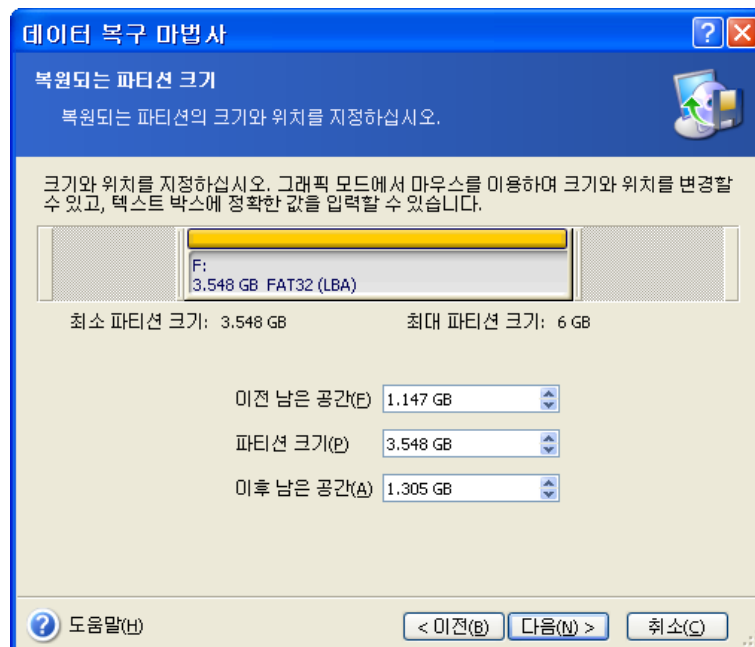 데이터 복구 마법사
복원되는 파티션 크기
복원되는 파티션의 크기와 위치를 지정하십시오.
크기와 위치를 지정하십시오. 그래픽 모드에서 마우스를 이용하여 크기와 위치를 변경할
수 있고, 텍스트 박스에 정확한 값을 입력할 수 있습니다.
F:
3.548 GB FAT32 (LBA)
최소 파티션 크기: 3.548 GB 최대 파티션 크기: 6 GB
이전 남은 공간(F) 1.147 GB
파티션 크기(P) 3.548 GB
이후 남은 공간(A) 1.305 GB
도움말(H) < 이전(B) 다음(N) > 취소(C)